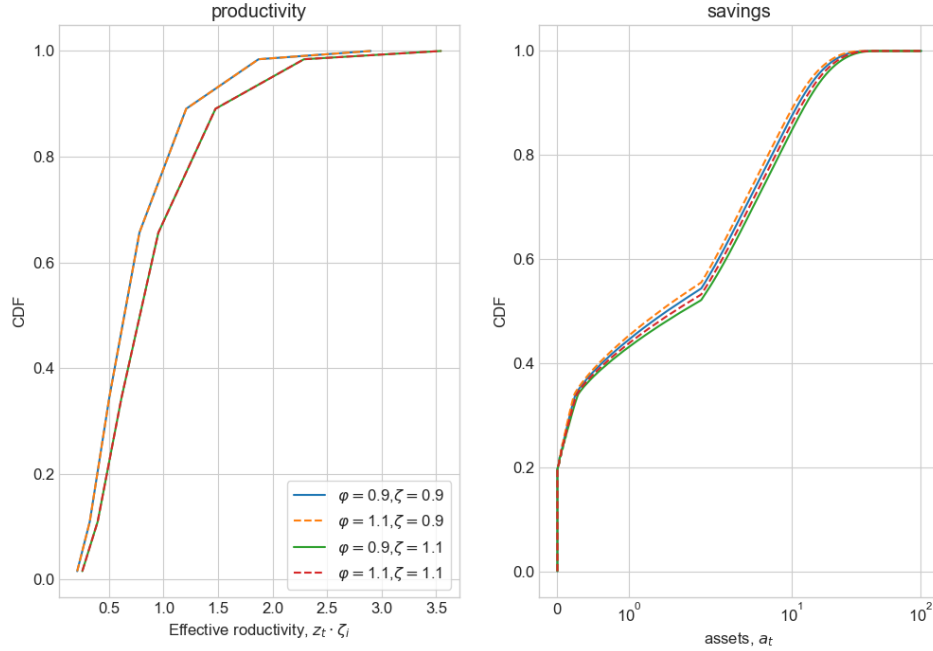 productivity
CDF
1.0
0.8
0.6
0.4
0.2
0.0
0.5
1.0
1.5
2.0
2.5
3.0
3.5
Effective roductivity, z_t · ζ_i
φ = 0.9,ζ = 0.9
φ = 1.1,ζ = 0.9
φ = 0.9,ζ = 1.1
φ = 1.1,ζ = 1.1
savings
CDF
1.0
0.8
0.6
0.4
0.2
0.0
0
10^0
10^1
10^2
assets, a_t